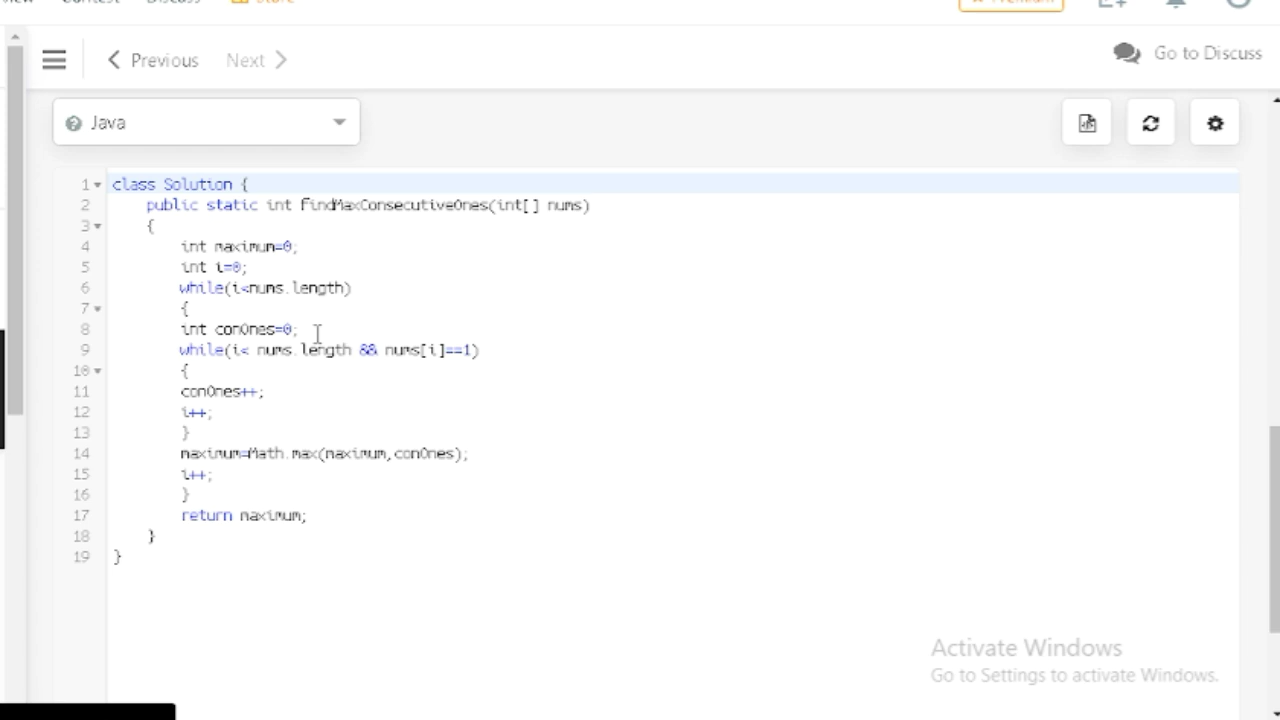 Contest
Discuss
Store
Premium
Previous
Next
Go to Discuss
Java
1 class Solution {
2 public static int findMaxConsecutiveOnes(int[] nums)
3 {
4 int maximum=0;
5 int i=0;
6 while(i<nums.length)
7 {
8 int conOnes=0;
9 while(i< nums.length && nums[i]==1)
10 {
11 conOnes++;
12 i++;
13 }
14 maximum=Math.max(maximum,conOnes);
15 i++;
16 }
17 return maximum;
18 }
19 }
Activate Windows
Go to Settings to activate Windows.